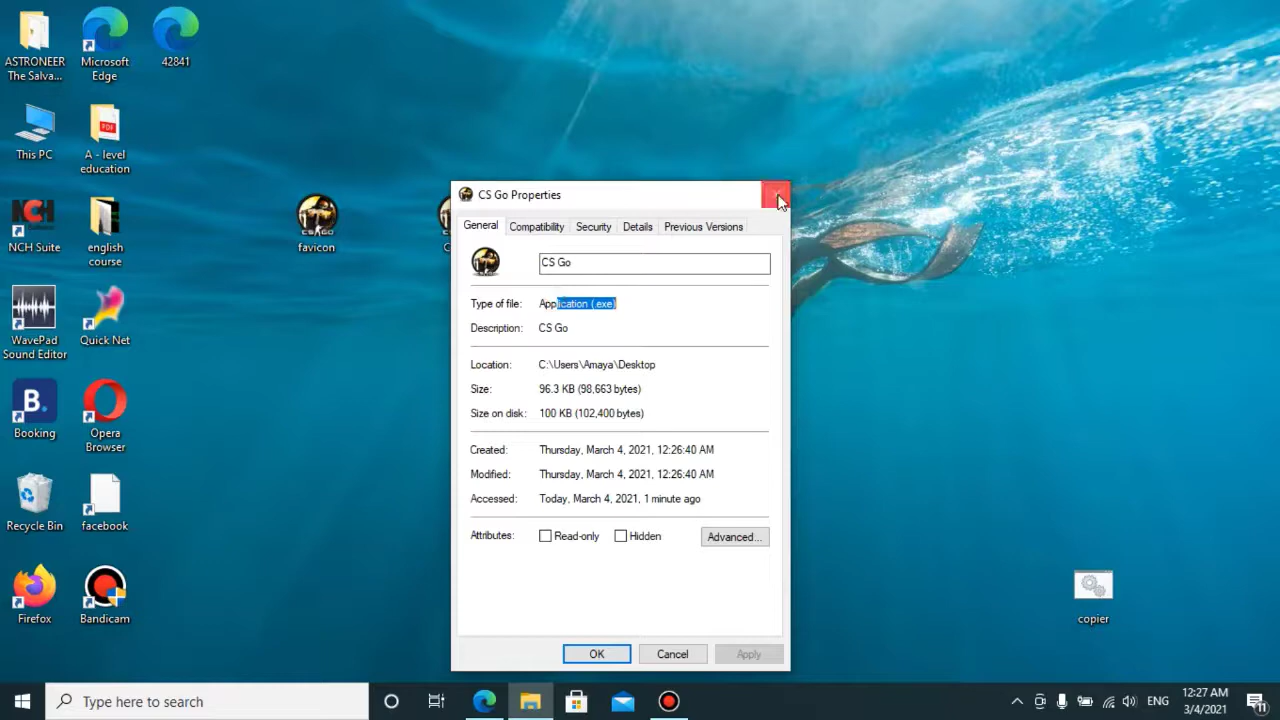 ASTRONEER
The Salva...
Microsoft
Edge
42841
This PC
PDF
A - level
education
NCH
NCH Suite
english
course
WavePad
Sound Editor
Quick Net
B.
Booking
Opera
Browser
Recycle Bin
facebook
Firefox
Bandicam
CS GO
favicon
C
copier
CS Go Properties
General
Compatibility
Security
Details
Previous Versions
CS Go
Type of file: Application (.exe)
Description: CS Go
Location: C:\Users\Amaya\Desktop
Size: 96.3 KB (98,663 bytes)
Size on disk: 100 KB (102,400 bytes)
Created: Thursday, March 4, 2021, 12:26:40 AM
Modified: Thursday, March 4, 2021, 12:26:40 AM
Accessed: Today, March 4, 2021, 1 minute ago
Attributes: Read-only Hidden Advanced...
OK Cancel Apply
Type here to search
ENG
12:27 AM
3/4/2021
11